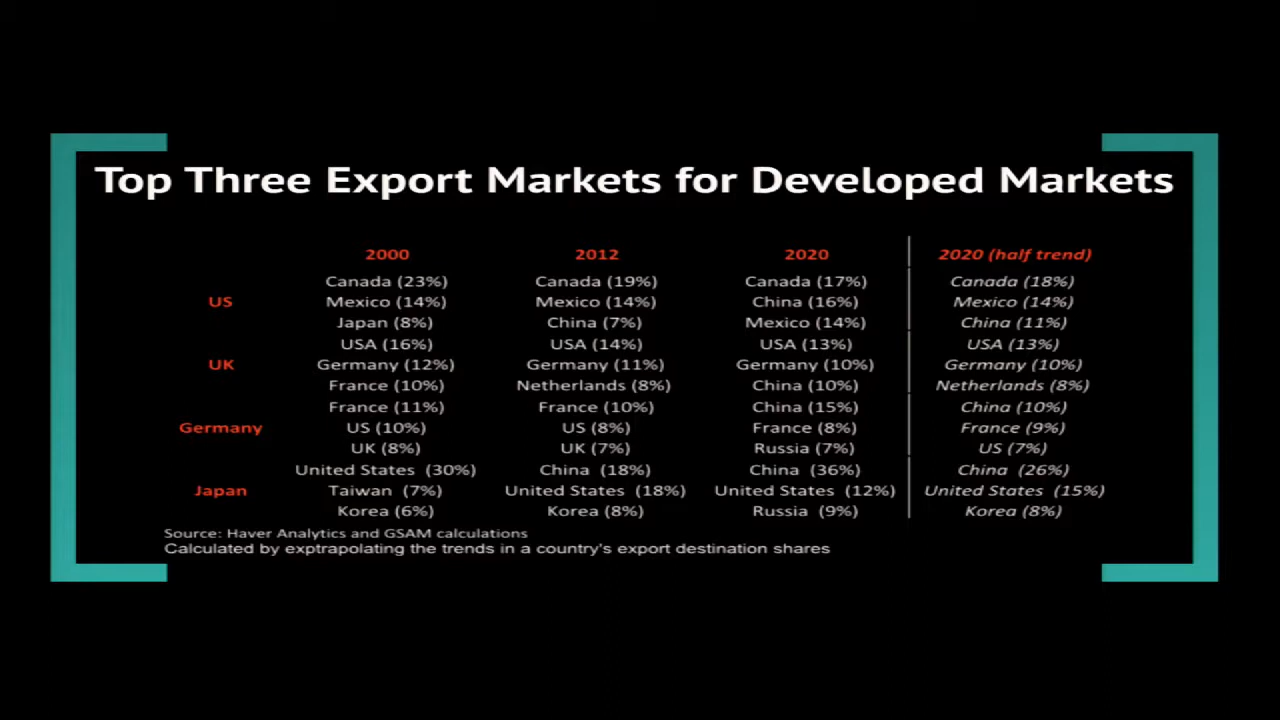 Top Three Export Markets for Developed Markets
2000 2012 2020 2020 (half trend)
Canada (23%) Canada (19%) Canada (17%) Canada (18%)
US Mexico (14%) Mexico (14%) China (16%) Mexico (14%)
Japan (8%) China (7%) Mexico (14%) China (11%)
USA (16%) USA (14%) USA (13%) USA (13%)
UK Germany (12%) Germany (11%) Germany (10%) Germany (10%)
France (10%) Netherlands (8%) China (10%) Netherlands (8%)
France (11%) France (10%) China (15%) China (10%)
Germany US (10%) US (8%) France (8%) France (9%)
UK (8%) UK (7%) Russia (7%) US (7%)
United States (30%) China (18%) China (36%) China (26%)
Japan Taiwan (7%) United States (18%) United States (12%) United States (15%)
Korea (6%) Korea (8%) Russia (9%) Korea (8%)
Source: Haver Analytics and GSAM calculations
Calculated by exptrapolating the trends in a country's export destination shares